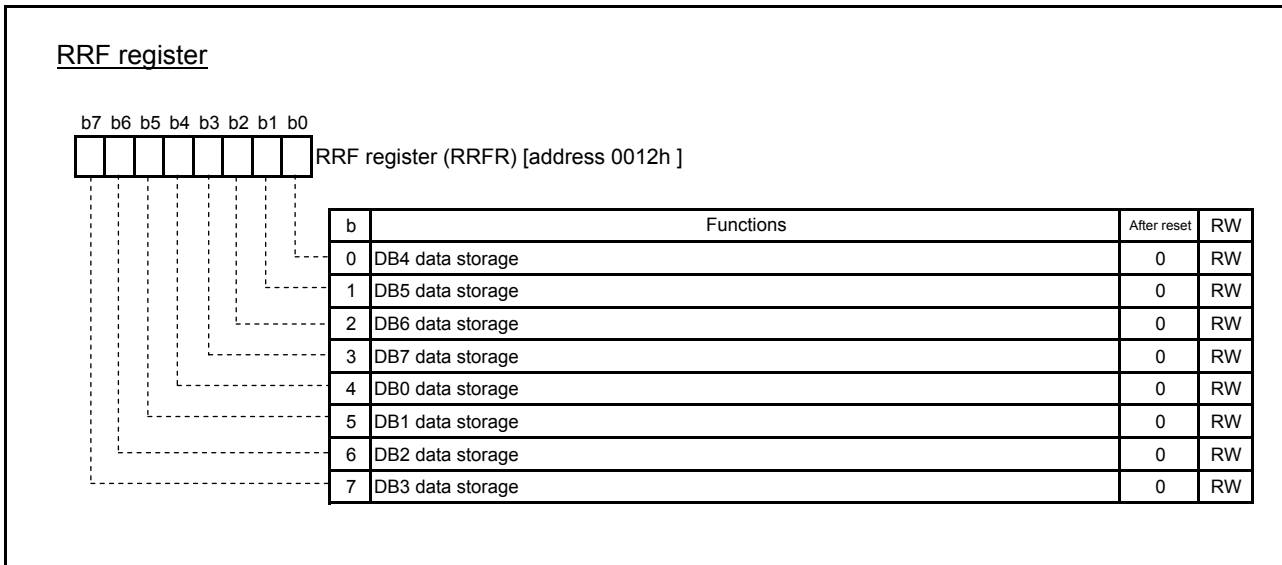 RRF register
b7 b6 b5 b4 b3 b2 b1 b0
RRF register (RRFR) [address 0012h ]
b Functions After reset RW
0 DB4 data storage 0 RW
1 DB5 data storage 0 RW
2 DB6 data storage 0 RW
3 DB7 data storage 0 RW
4 DB0 data storage 0 RW
5 DB1 data storage 0 RW
6 DB2 data storage 0 RW
7 DB3 data storage 0 RW